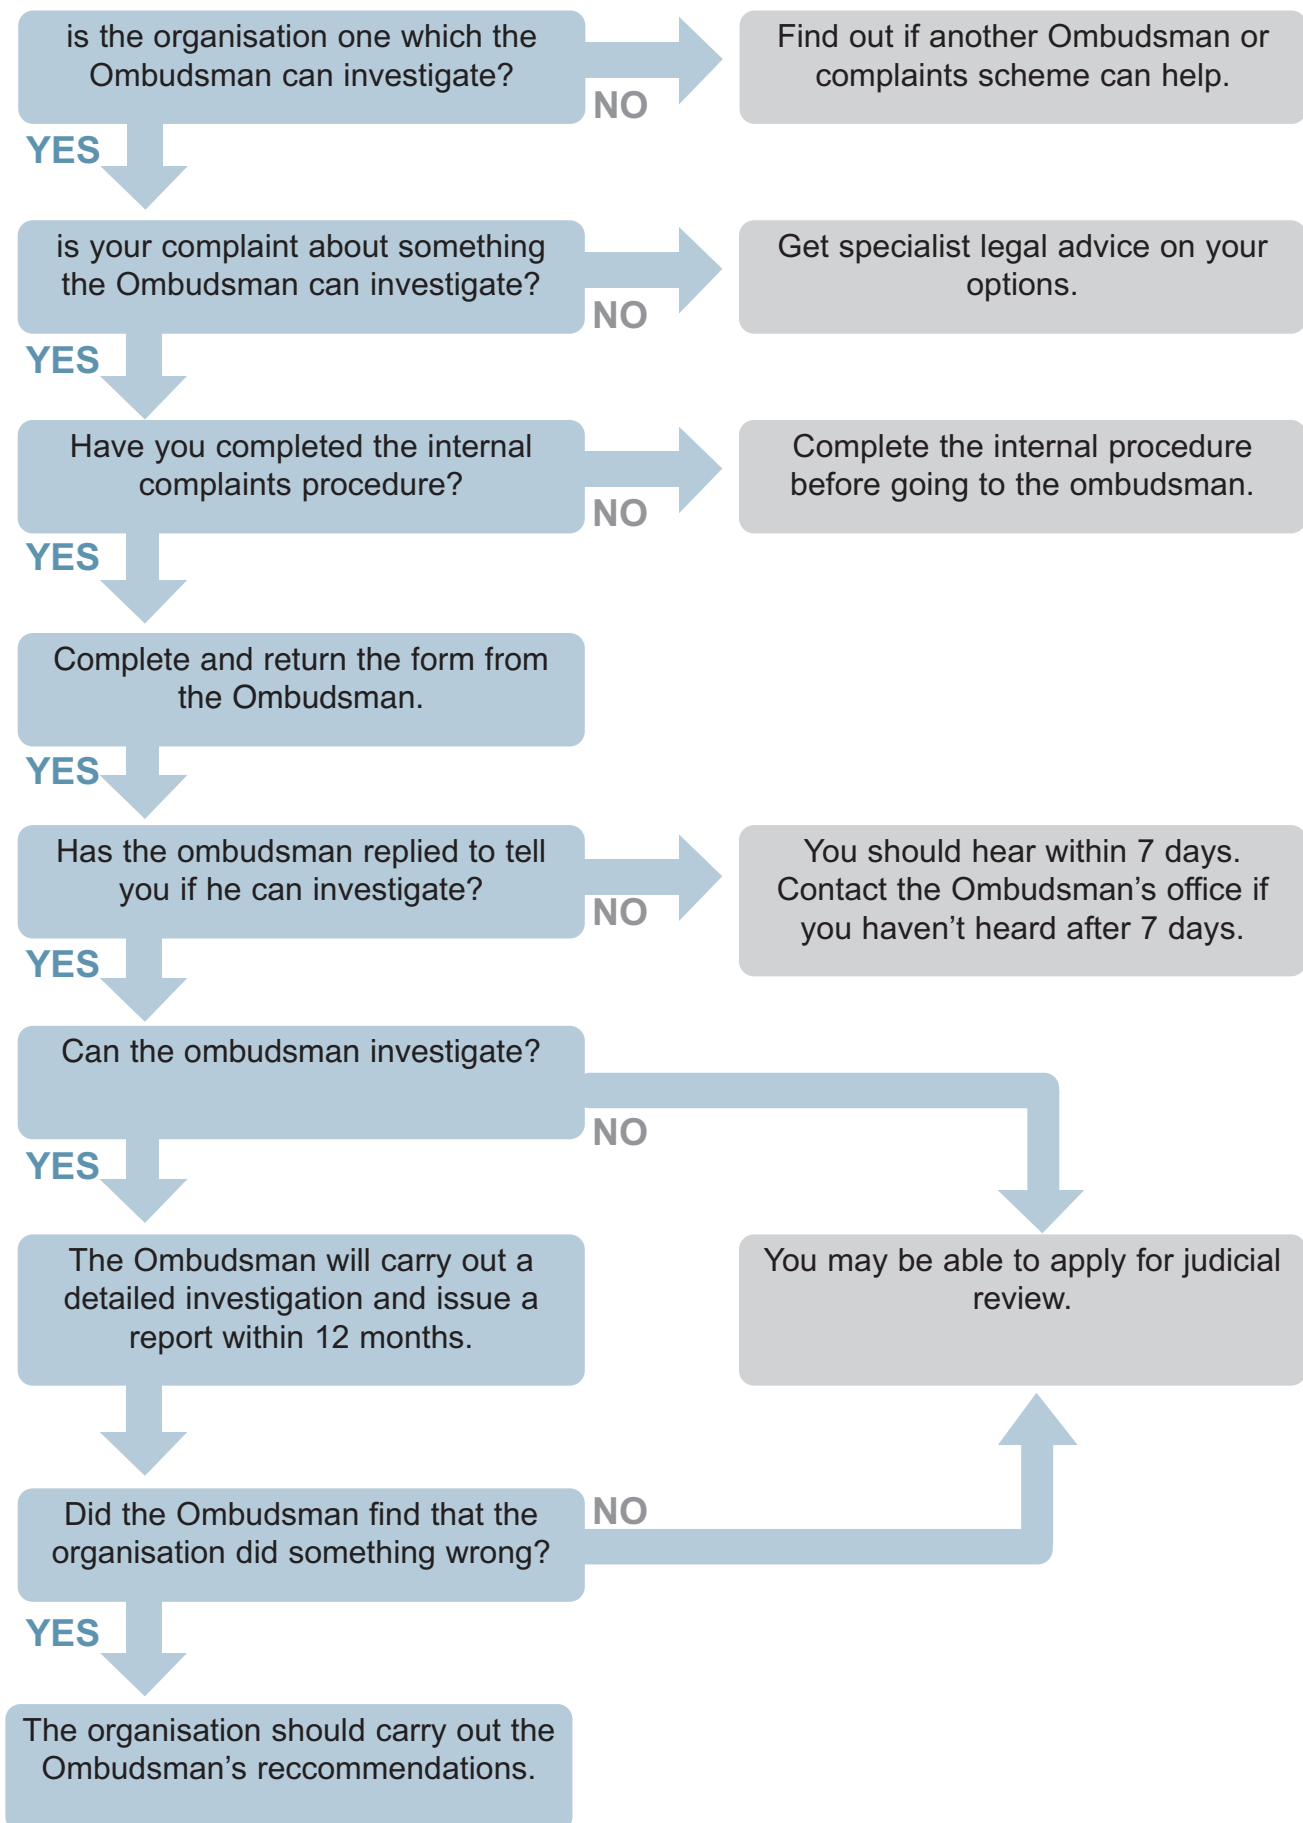 is the organisation one which the
Ombudsman can investigate?
NO
Find out if another Ombudsman or
complaints scheme can help.
YES
is your complaint about something
the Ombudsman can investigate?
NO
Get specialist legal advice on your
options.
YES
Have you completed the internal
complaints procedure?
NO
Complete the internal procedure
before going to the ombudsman.
YES
Complete and return the form from
the Ombudsman.
YES
Has the ombudsman replied to tell
you if he can investigate?
NO
You should hear within 7 days.
Contact the Ombudsman’s office if
you haven’t heard after 7 days.
YES
Can the ombudsman investigate?
NO
YES
The Ombudsman will carry out a
detailed investigation and issue a
report within 12 months.
You may be able to apply for judicial
review.
Did the Ombudsman find that the
organisation did something wrong?
NO
YES
The organisation should carry out the
Ombudsman’s reccommendations.